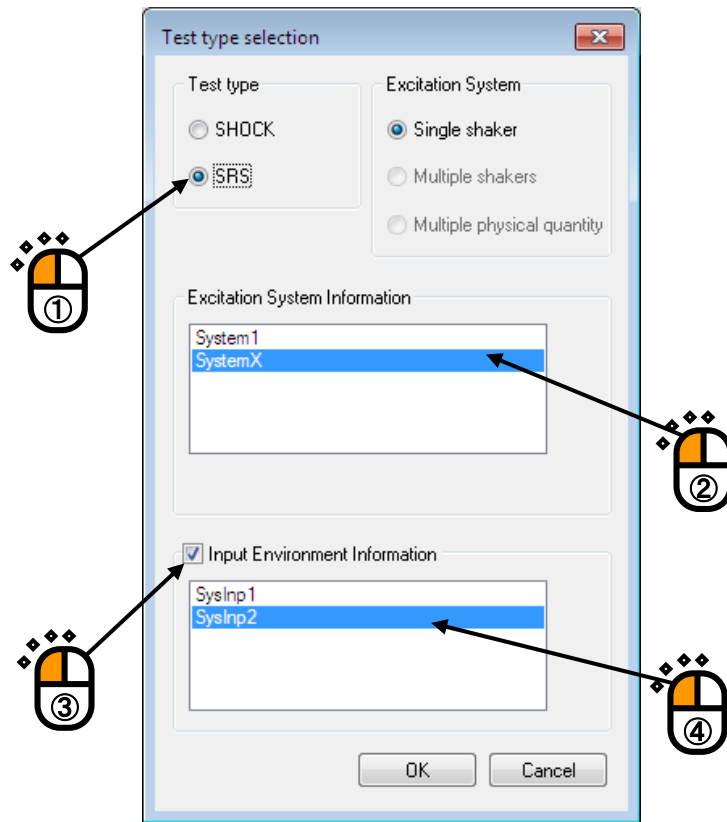 Test type selection
Test type
Excitation System
SHOCK
Single shaker
SRS
Multiple shakers
Multiple physical quantity
①
Excitation System Information
System1
SystemX
②
Input Environment Information
SysInp1
SysInp2
③
④
OK
Cancel